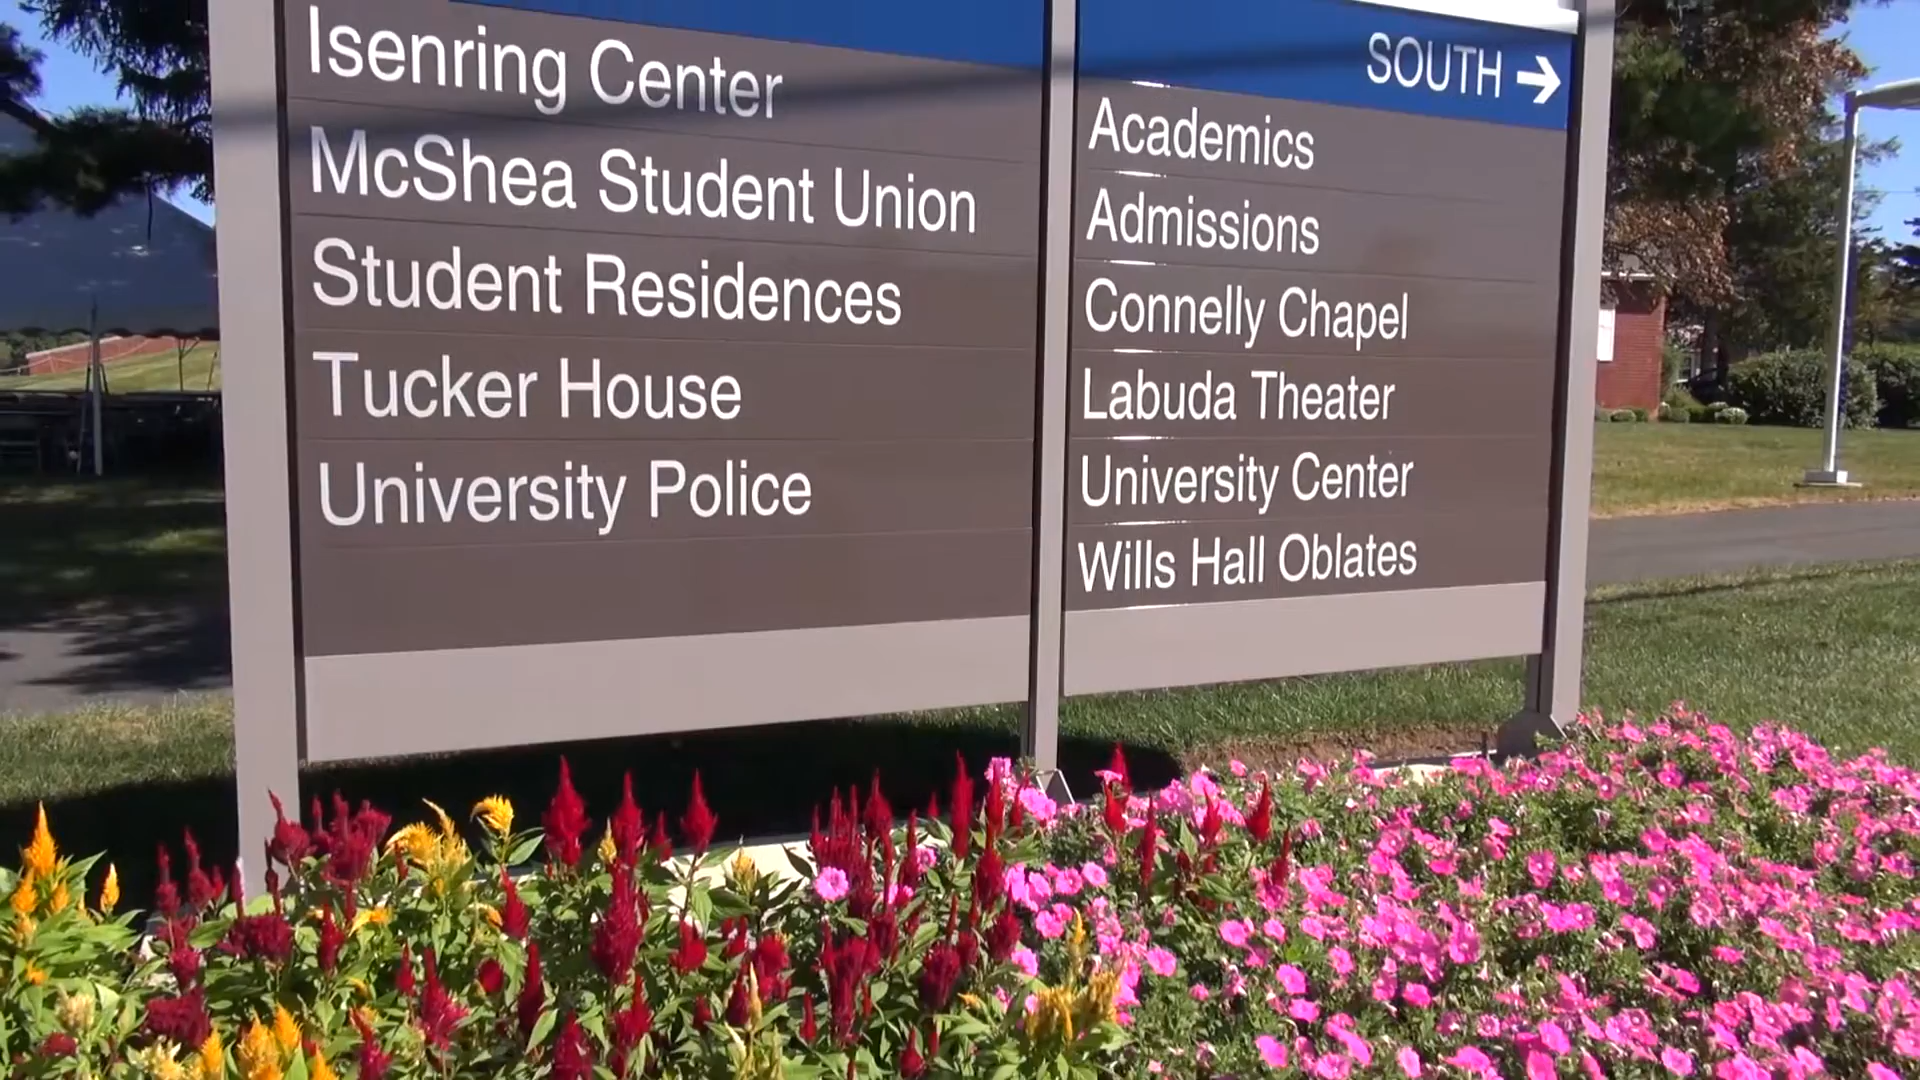 Isenring Center
McShea Student Union
Student Residences
Tucker House
University Police
SOUTH →
Academics
Admissions
Connelly Chapel
Labuda Theater
University Center
Wills Hall Oblates